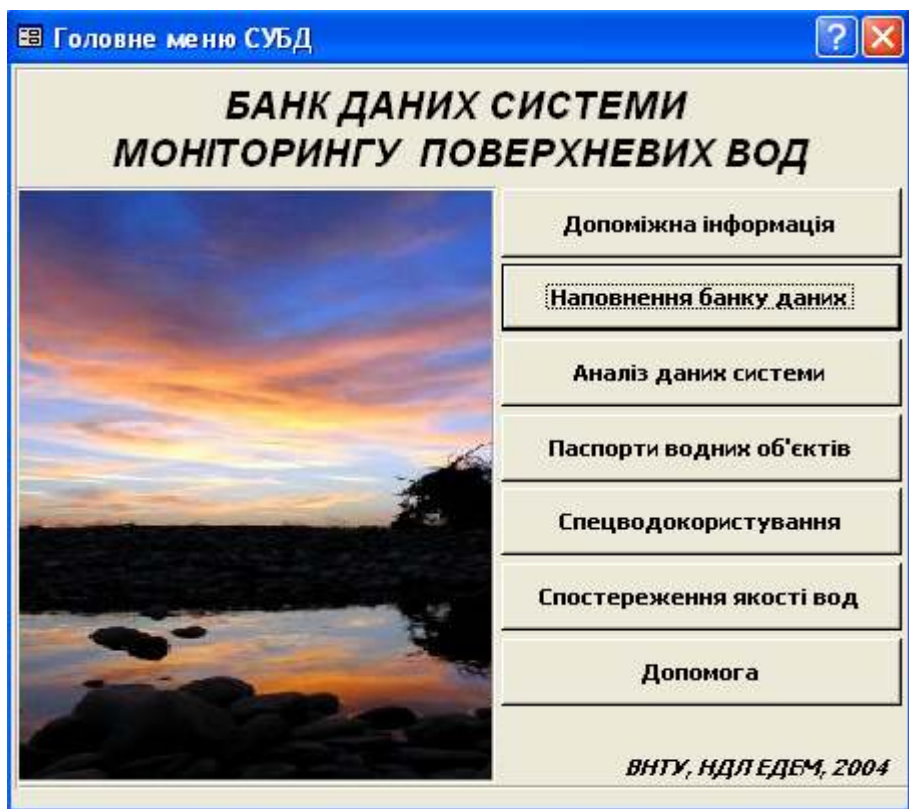 Головне меню СУБД
БАНК ДАНИХ СИСТЕМИ
МОНІТОРИНГУ ПОВЕРХНЕВИХ ВОД
Допоміжна інформація
Наповнення банку даних
Аналіз даних системи
Паспорти водних об'єктів
Спецводокористування
Спостереження якості вод
Допомога
ВНТУ, НДЛ ЕДЕМ, 2004